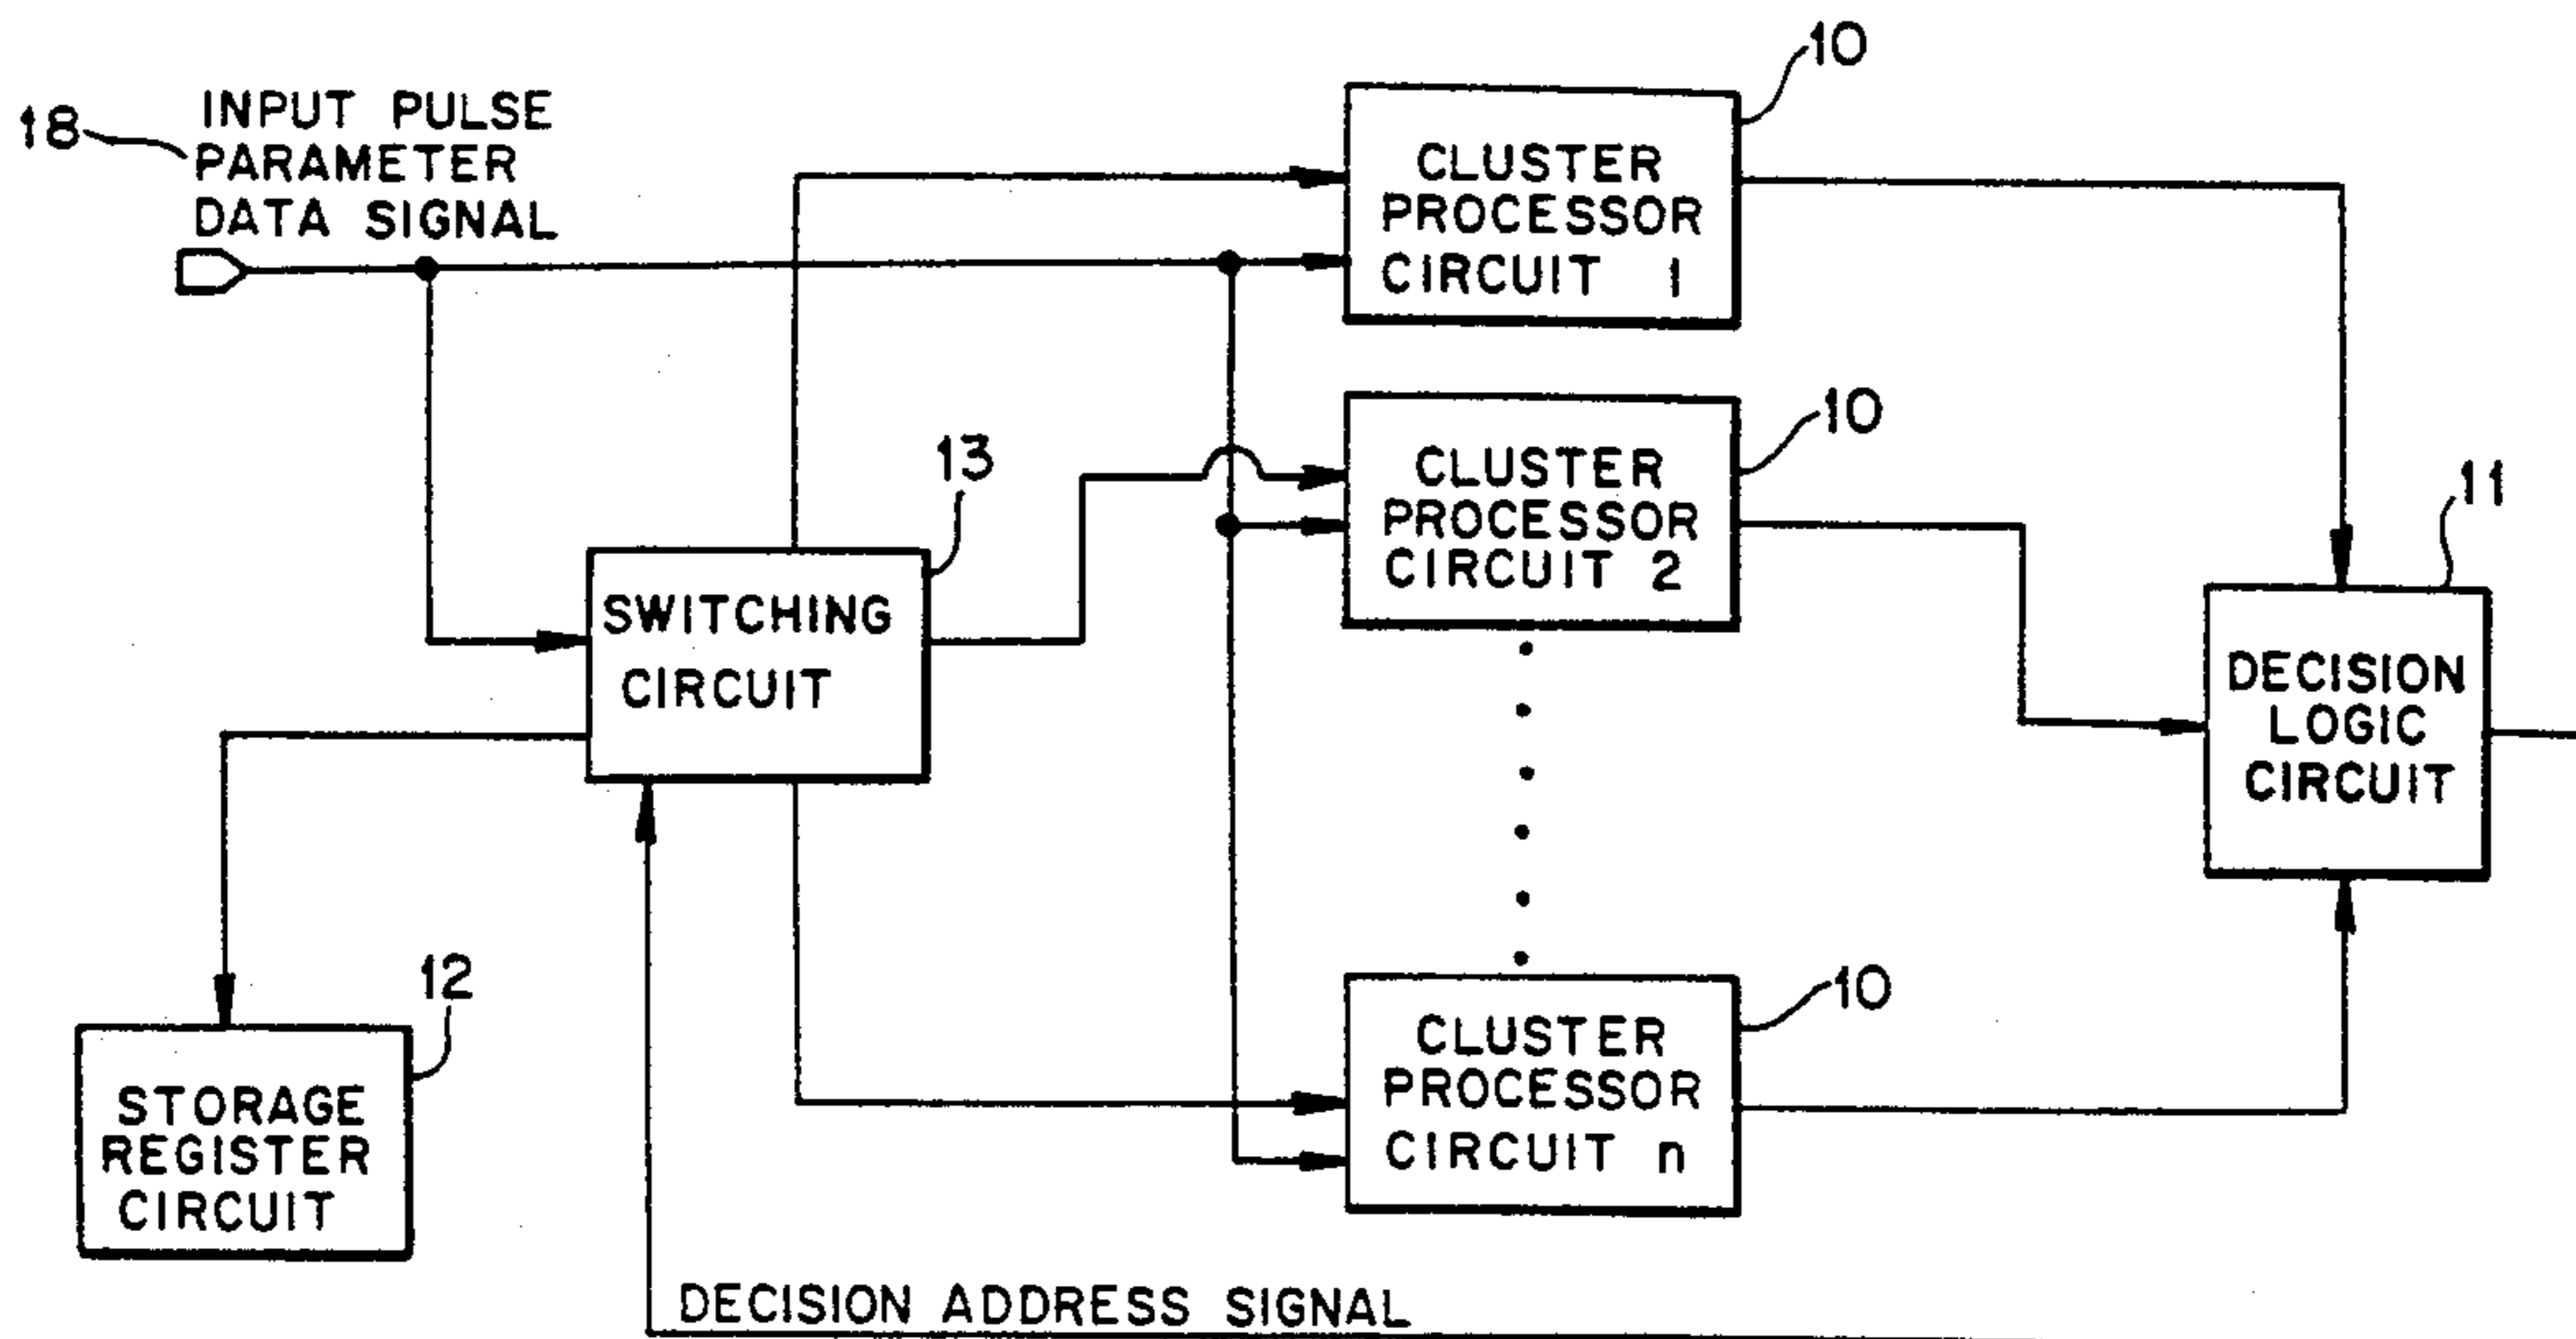 18
INPUT PULSE
PARAMETER
DATA SIGNAL
10
CLUSTER
PROCESSOR
CIRCUIT 1
10
CLUSTER
PROCESSOR
CIRCUIT 2
13
SWITCHING
CIRCUIT
11
DECISION
LOGIC
CIRCUIT
12
STORAGE
REGISTER
CIRCUIT
10
CLUSTER
PROCESSOR
CIRCUIT n
DECISION ADDRESS SIGNAL